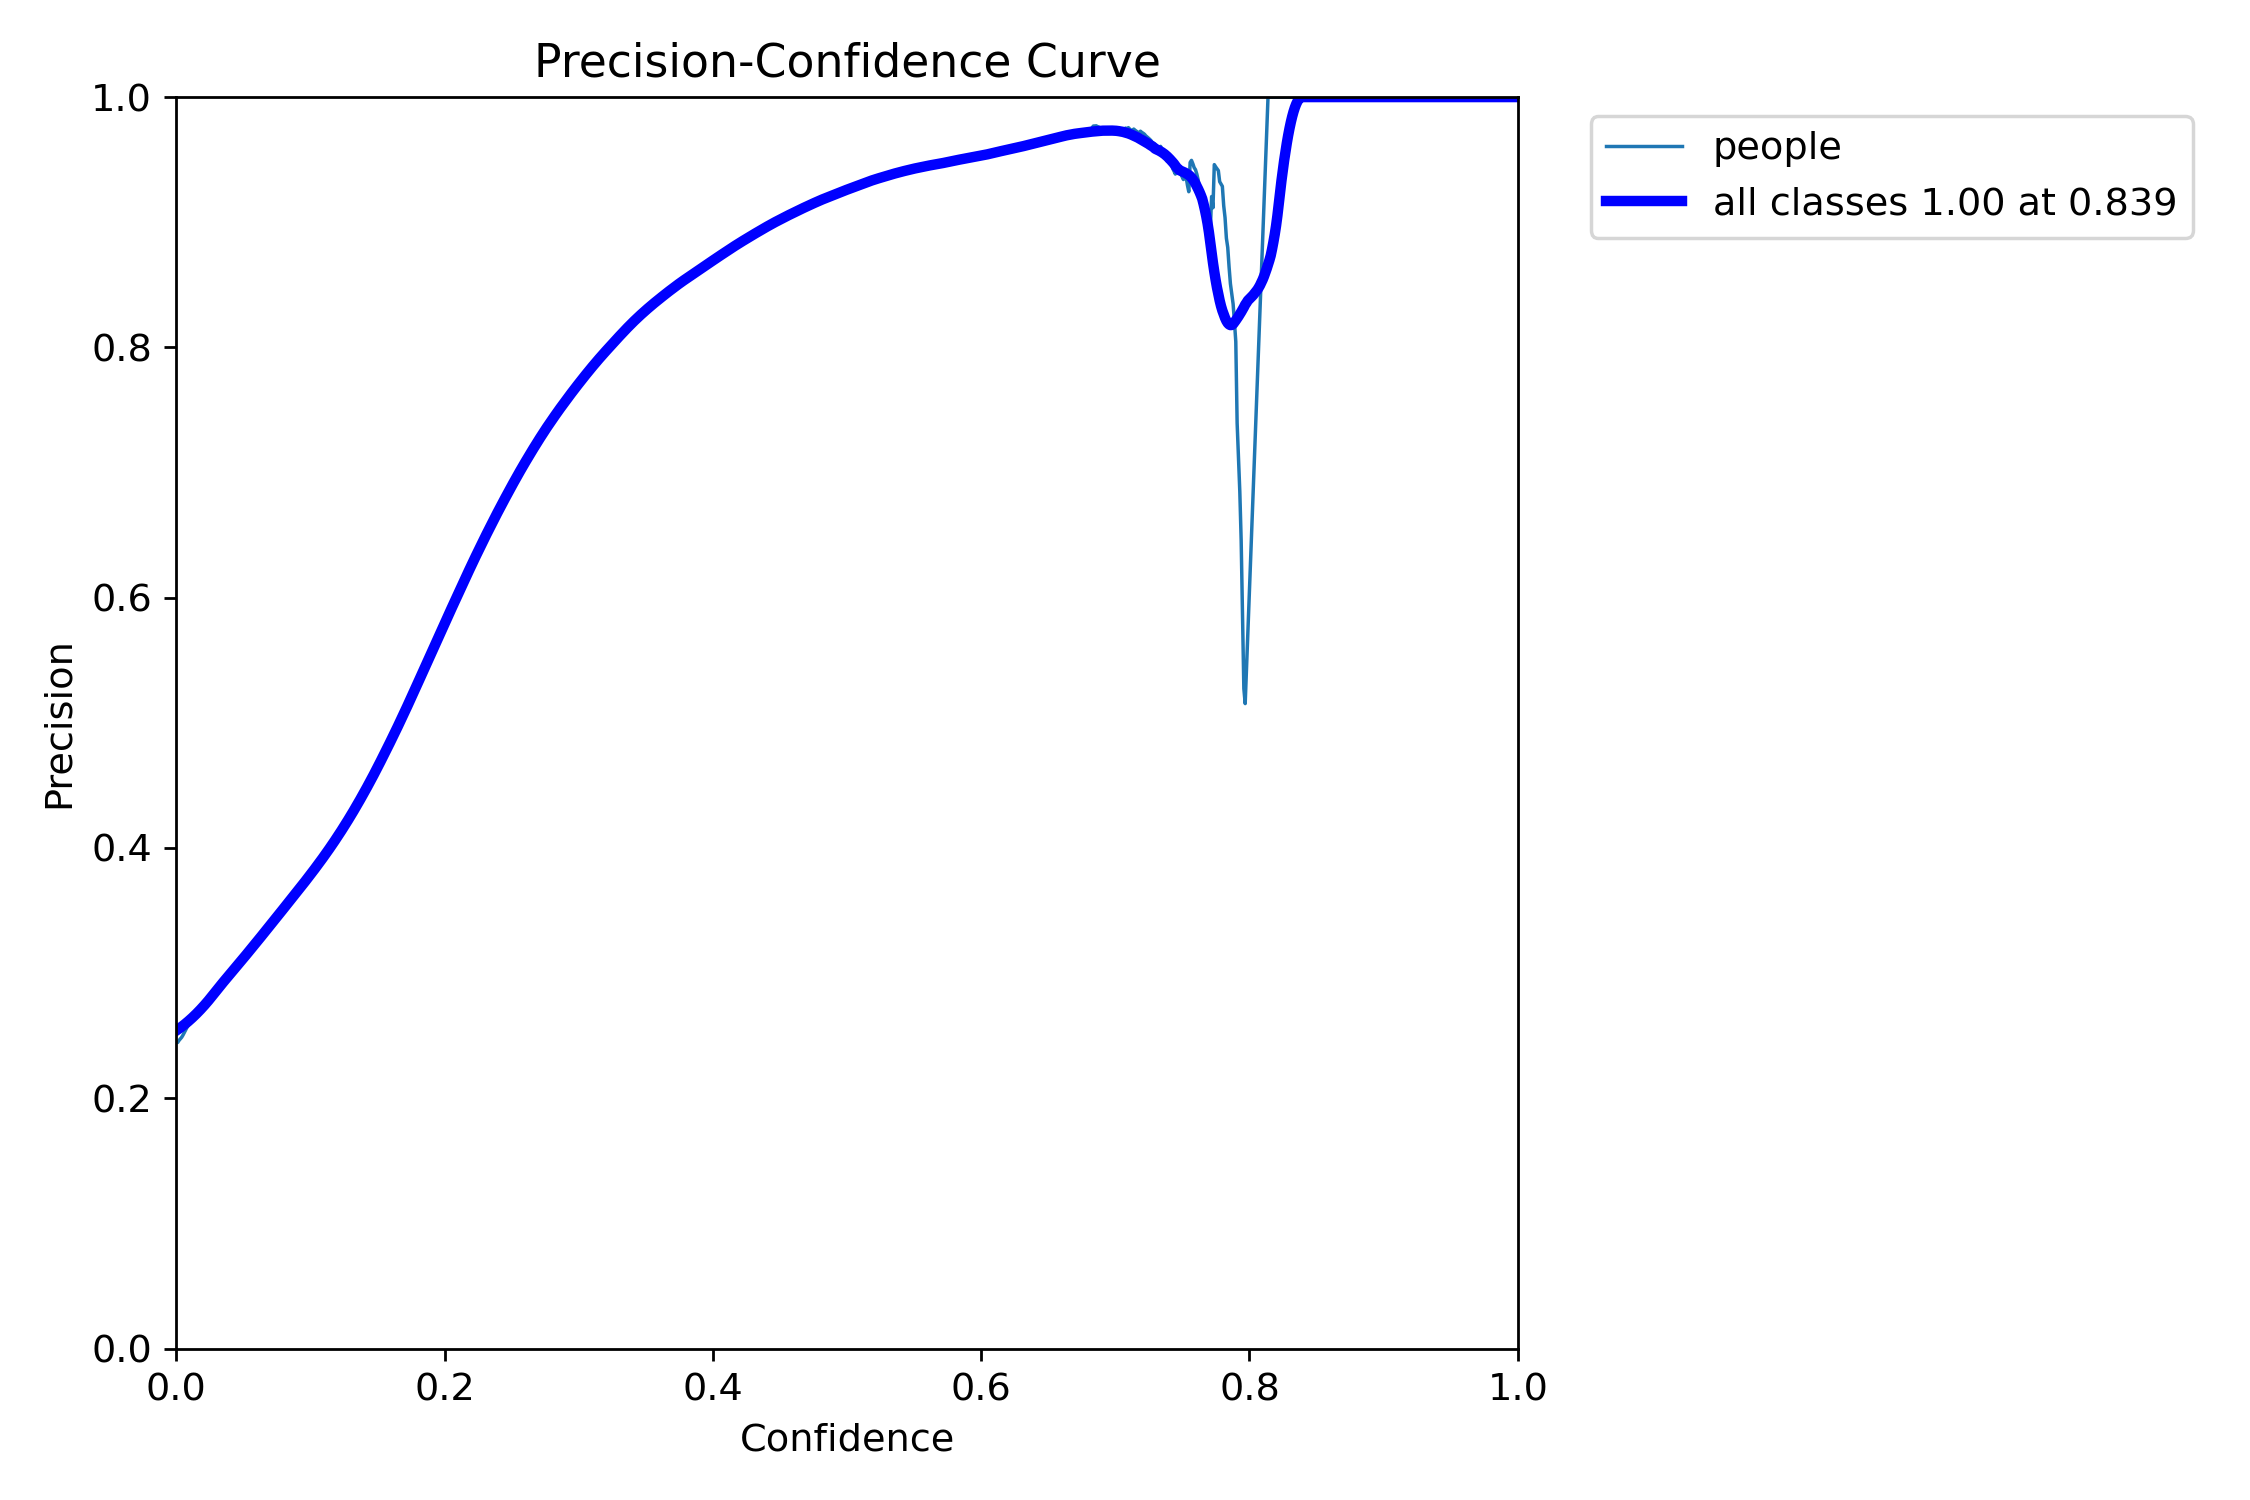 Precision-Confidence Curve
people
all classes 1.00 at 0.839
Precision
1.0
0.8
0.6
0.4
0.2
0.0
0.0 0.2 0.4 0.6 0.8 1.0
Confidence